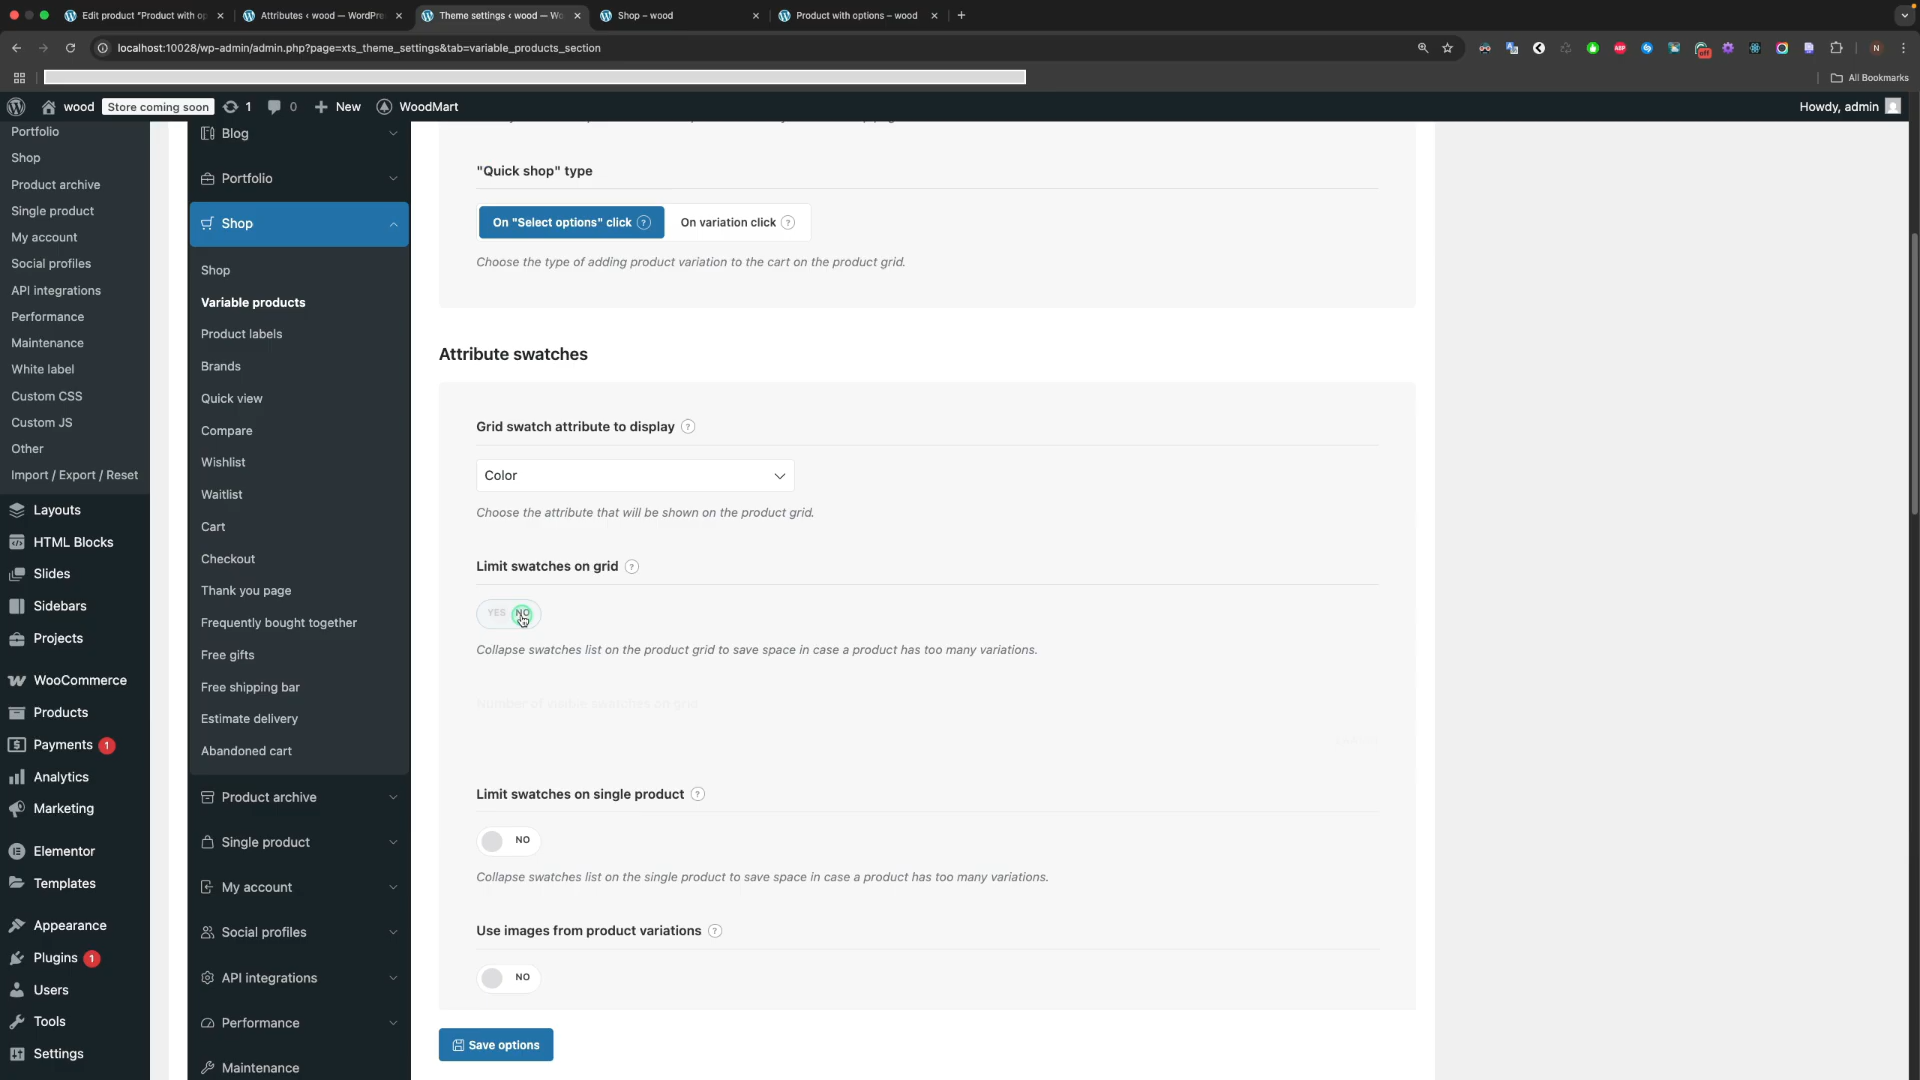 Edit product "Product with op
Attributes ‹ wood — WordPre
Theme settings ‹ wood — Wo
Shop – wood
Product with options – wood
localhost:10028/wp-admin/admin.php?page=xts_theme_settings&tab=variable_products_section
All Bookmarks
wood
Store coming soon
1
0
New
WoodMart
Howdy, admin
Portfolio
Shop
Product archive
Single product
My account
Social profiles
API integrations
Performance
Maintenance
White label
Custom CSS
Custom JS
Other
Import / Export / Reset
Layouts
HTML Blocks
Slides
Sidebars
Projects
WooCommerce
Products
Payments 1
Analytics
Marketing
Elementor
Templates
Appearance
Plugins 1
Users
Tools
Settings
Blog
Portfolio
Shop
Shop
Variable products
Product labels
Brands
Quick view
Compare
Wishlist
Waitlist
Cart
Checkout
Thank you page
Frequently bought together
Free gifts
Free shipping bar
Estimate delivery
Abandoned cart
Product archive
Single product
My account
Social profiles
API integrations
Performance
Maintenance
"Quick shop" type
On "Select options" click ?
On variation click ?
Choose the type of adding product variation to the cart on the product grid.
Attribute swatches
Grid swatch attribute to display ?
Color
Choose the attribute that will be shown on the product grid.
Limit swatches on grid ?
YES NO
Collapse swatches list on the product grid to save space in case a product has too many variations.
Number of visible swatches on grid
Limit swatches on single product ?
NO
Collapse swatches list on the single product to save space in case a product has too many variations.
Use images from product variations ?
NO
Save options